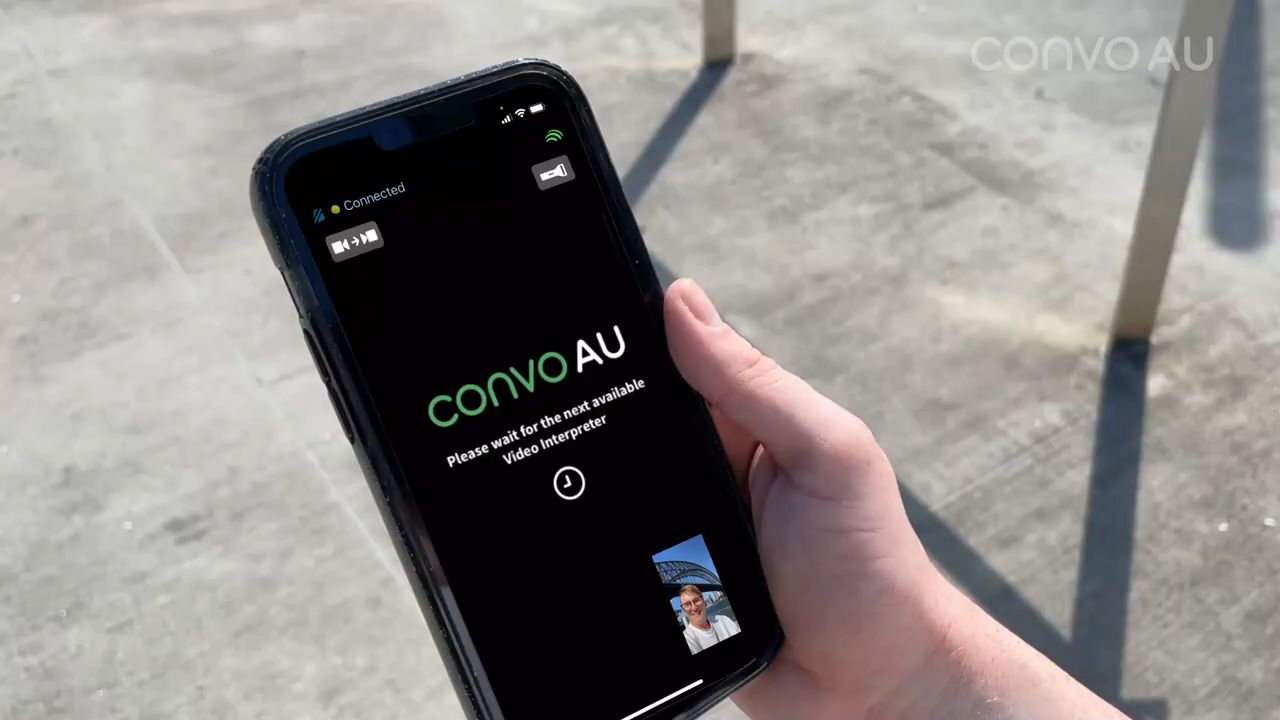 convo AU
Connected
convo AU
Please wait for the next available
Video Interpreter